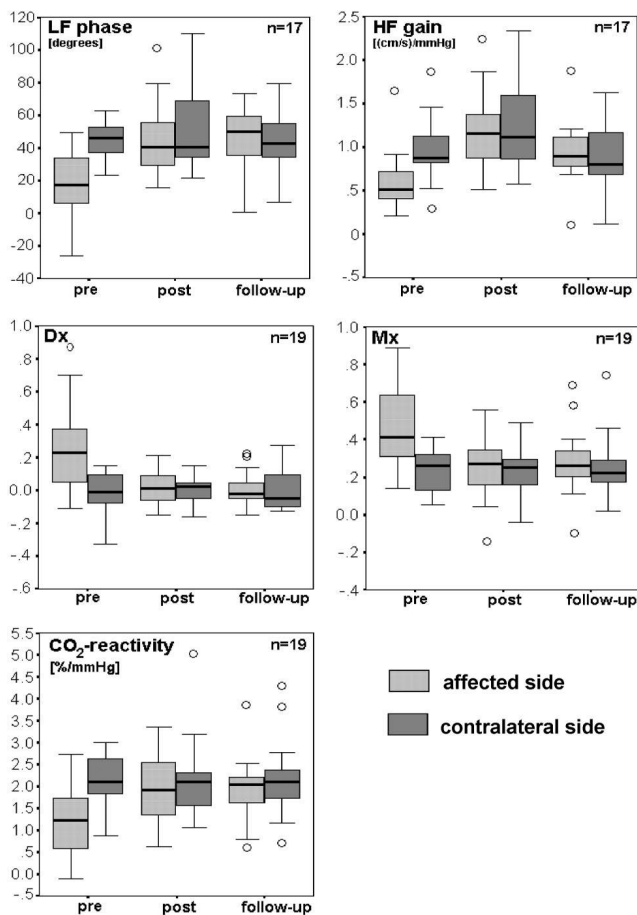 LF phase
[degrees]
n=17
120
100
80
60
40
20
0
-20
-40
pre post follow-up
HF gain
[(cm/s)/mmHg]
n=17
2.5
2.0
1.5
1.0
.5
0
-.5
pre post follow-up
Dx
n=19
1.0
.8
.6
.4
.2
0.0
-.2
-.4
-.6
pre post follow-up
Mx
n=19
1.0
.8
.6
.4
.2
0.0
-.2
-.4
pre post follow-up
CO₂-reactivity
[%/mmHg]
n=19
5.5
5.0
4.5
4.0
3.5
3.0
2.5
2.0
1.5
1.0
.5
0.0
-.5
pre post follow-up
affected side
contralateral side